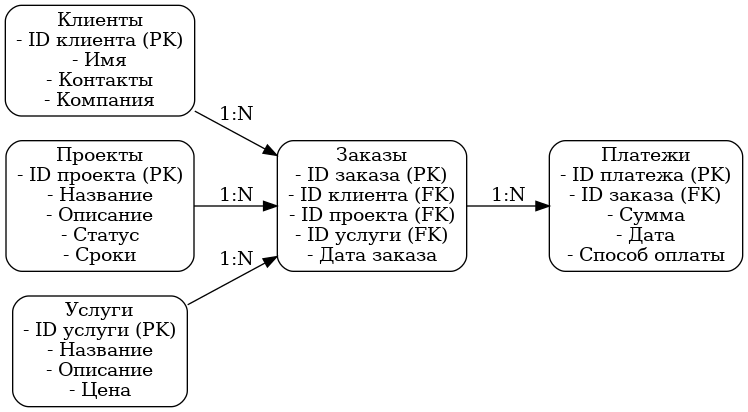 Клиенты
- ID клиента (PK)
- Имя
- Контакты
- Компания
1:N
Проекты
- ID проекта (PK)
- Название
- Описание
- Статус
- Сроки
1:N
Услуги
- ID услуги (PK)
- Название
- Описание
- Цена
1:N
Заказы
- ID заказа (PK)
- ID клиента (FK)
- ID проекта (FK)
- ID услуги (FK)
- Дата заказа
1:N
Платежи
- ID платежа (PK)
- ID заказа (FK)
- Сумма
- Дата
- Способ оплаты